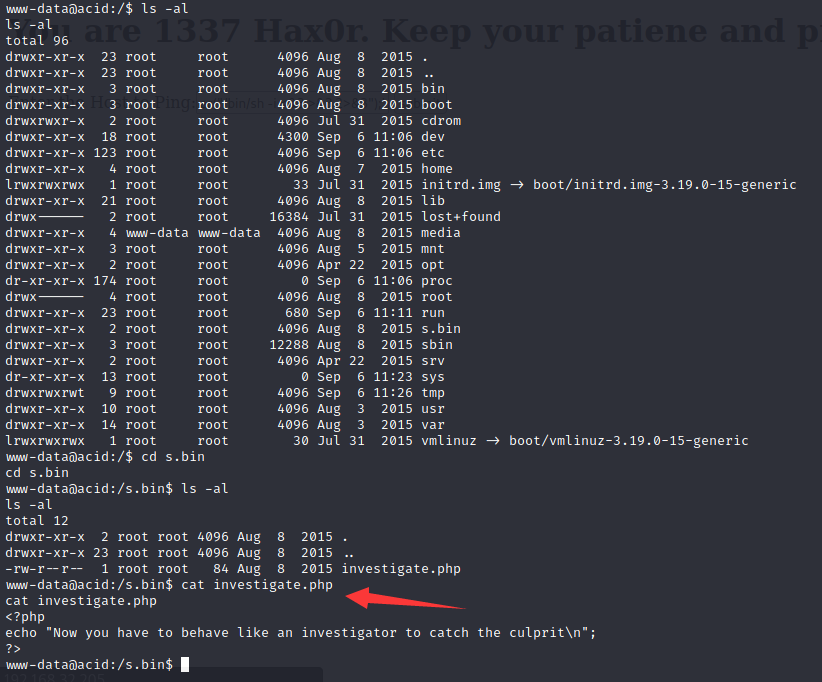 www-data@acid:/$ ls -al
ls -al
You are 1337 Hax0r. Keep your patiene and
total 96
drwxr-xr-x  23 root     root      4096 Aug  8  2015 .
drwxr-xr-x  23 root     root      4096 Aug  8  2015 ..
drwxr-xr-x   3 root     root      4096 Aug  8  2015 bin
drwxr-xr-x   3 root     root      4096 Aug  8  2015 boot
drwxrwxr-x   2 root     root      4096 Jul 31  2015 cdrom
drwxr-xr-x  18 root     root      4300 Sep  6 11:06 dev
drwxr-xr-x 123 root     root      4096 Sep  6 11:06 etc
drwxr-xr-x   4 root     root      4096 Aug  7  2015 home
lrwxrwxrwx   1 root     root        33 Jul 31  2015 initrd.img -> boot/initrd.img-3.19.0-15-generic
drwxr-xr-x  21 root     root      4096 Aug  8  2015 lib
drwx------   2 root     root     16384 Jul 31  2015 lost+found
drwxr-xr-x   4 www-data www-data  4096 Aug  8  2015 media
drwxr-xr-x   3 root     root      4096 Aug  5  2015 mnt
drwxr-xr-x   2 root     root      4096 Apr 22  2015 opt
dr-xr-xr-x 174 root     root         0 Sep  6 11:06 proc
drwx------   4 root     root      4096 Aug  8  2015 root
drwxr-xr-x  23 root     root       680 Sep  6 11:11 run
drwxr-xr-x   2 root     root      4096 Aug  8  2015 s.bin
drwxr-xr-x   3 root     root     12288 Aug  8  2015 sbin
drwxr-xr-x   2 root     root      4096 Apr 22  2015 srv
dr-xr-xr-x  13 root     root         0 Sep  6 11:23 sys
drwxrwxrwt   9 root     root      4096 Sep  6 11:26 tmp
drwxr-xr-x  10 root     root      4096 Aug  3  2015 usr
drwxr-xr-x  14 root     root      4096 Aug  3  2015 var
lrwxrwxrwx   1 root     root        30 Jul 31  2015 vmlinuz -> boot/vmlinuz-3.19.0-15-generic
www-data@acid:/$ cd s.bin
cd s.bin
www-data@acid:/s.bin$ ls -al
ls -al
total 12
drwxr-xr-x  2 root root 4096 Aug  8  2015 .
drwxr-xr-x 23 root root 4096 Aug  8  2015 ..
-rw-r--r--  1 root root   84 Aug  8  2015 investigate.php
www-data@acid:/s.bin$ cat investigate.php
cat investigate.php
<?php
echo "Now you have to behave like an investigator to catch the culprit\n";
?>
www-data@acid:/s.bin$